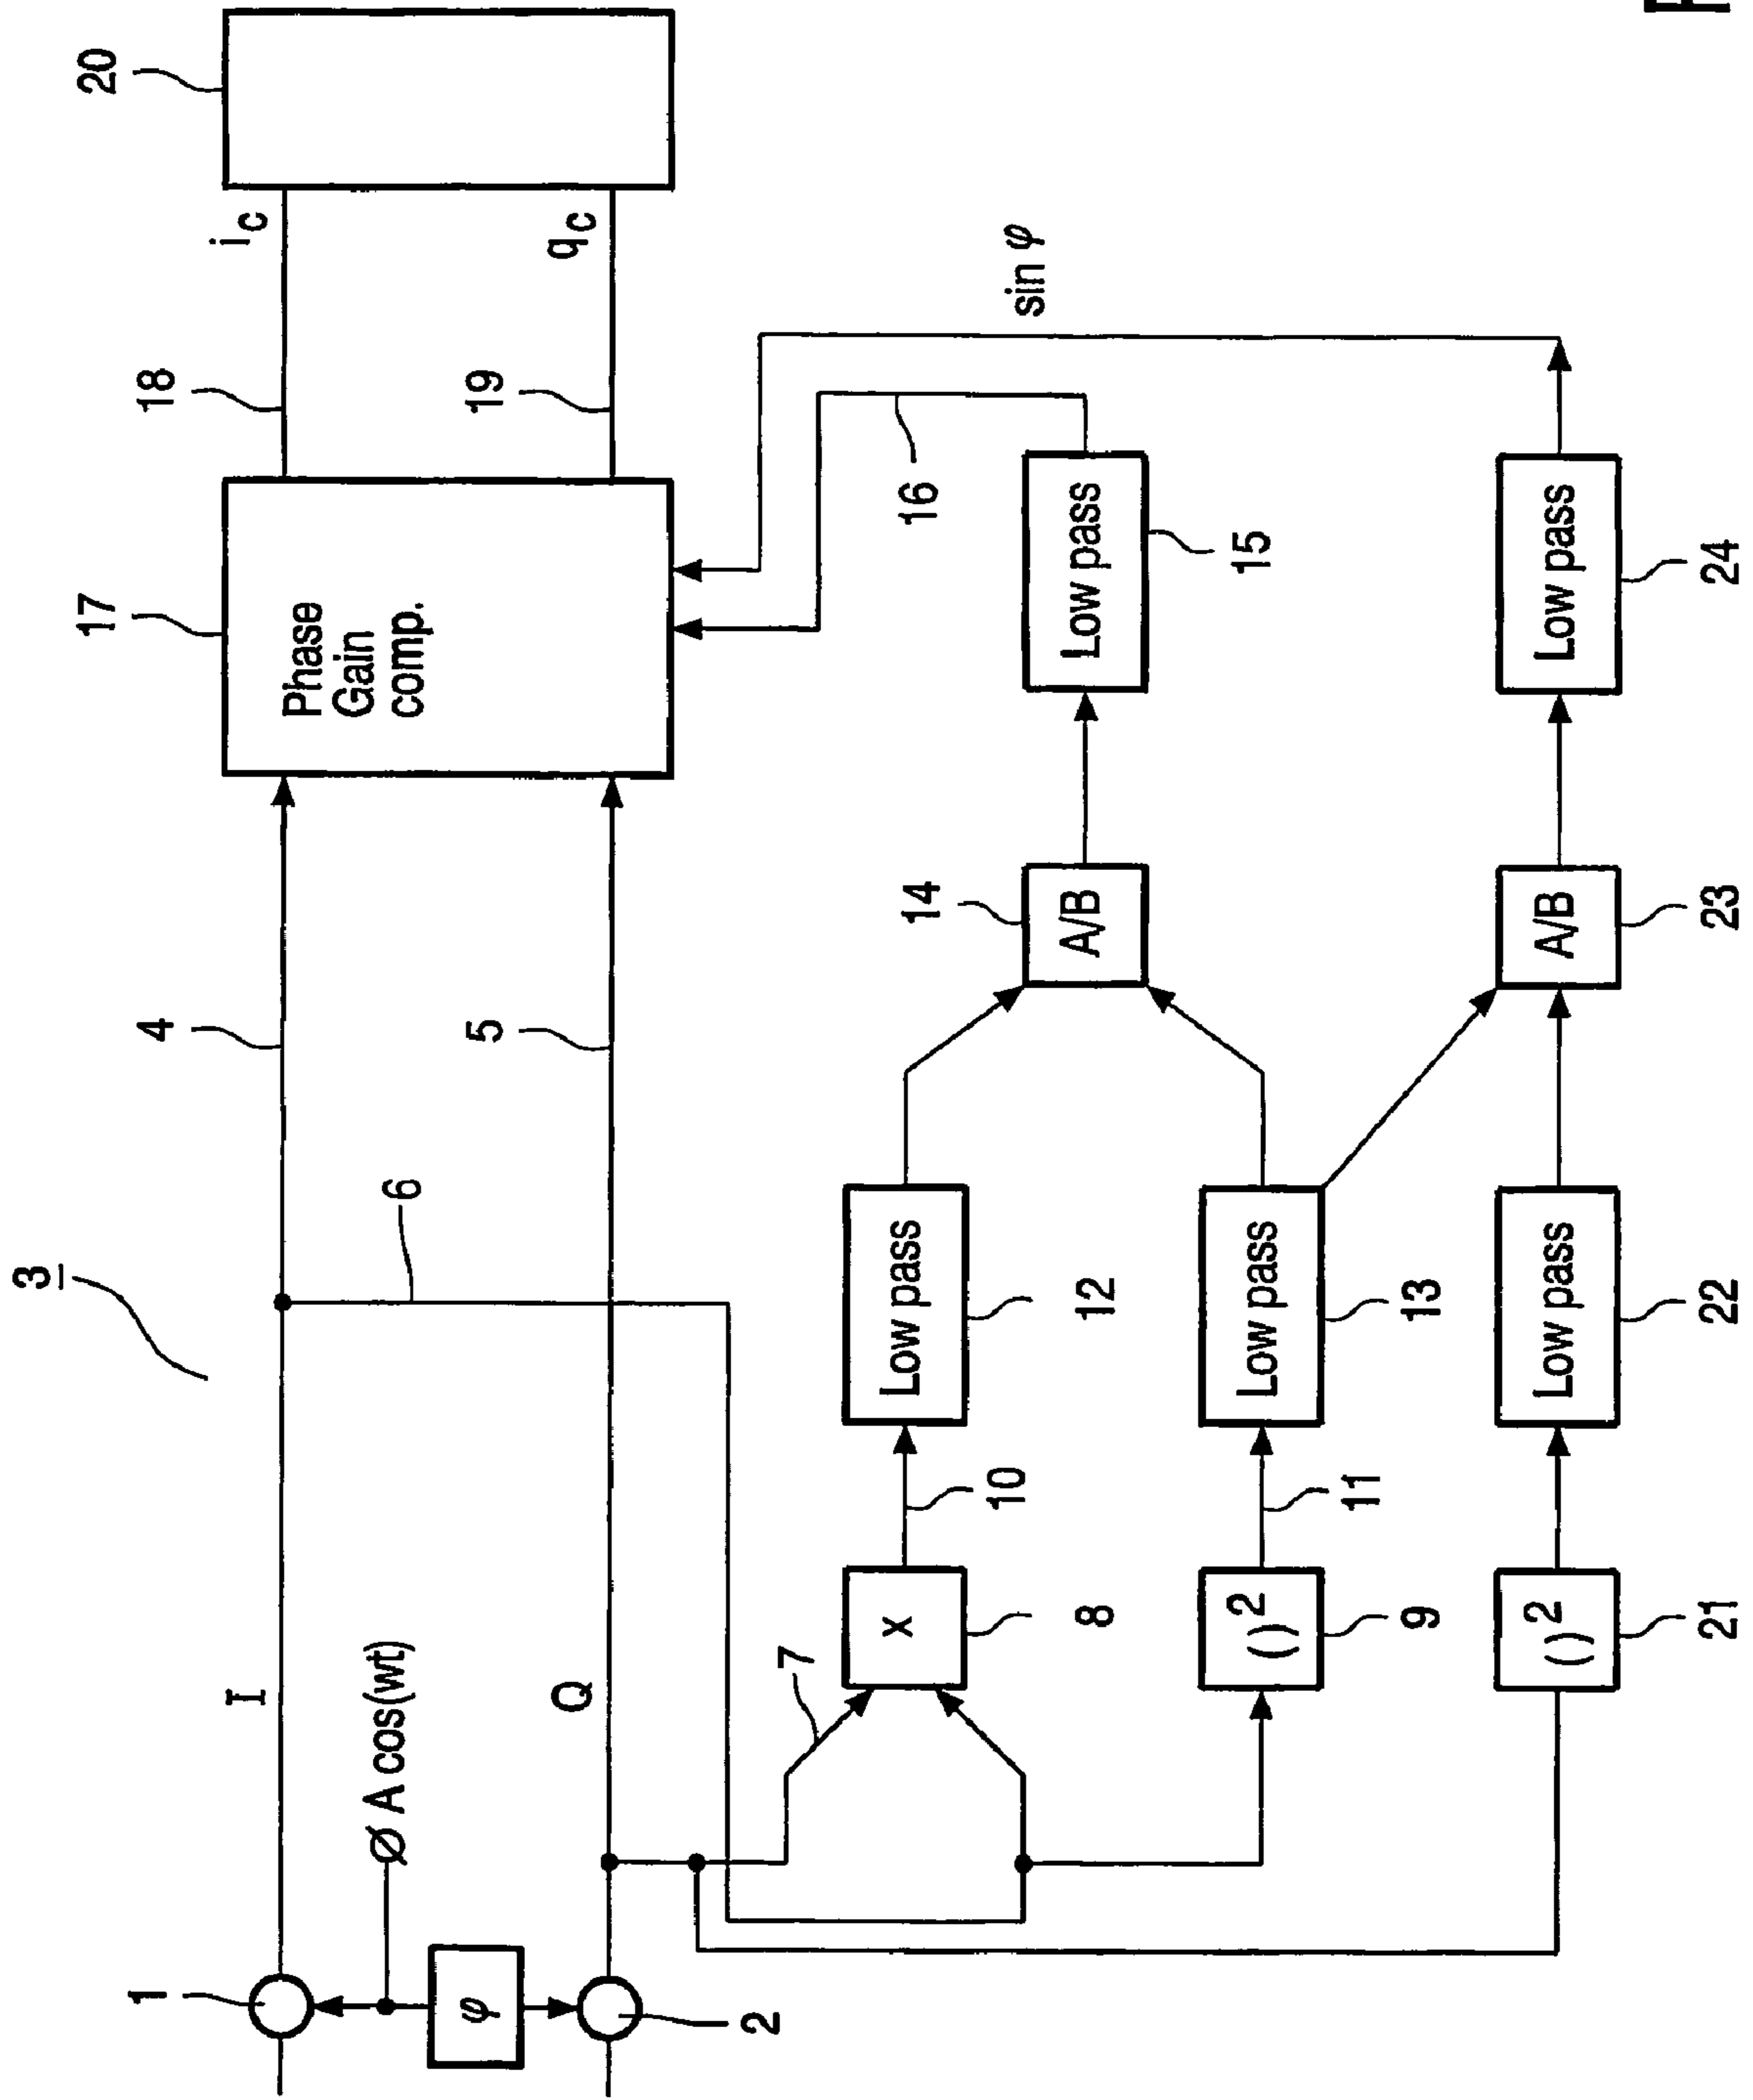 3
1
I
4
17
Phase
Gain
comp.
18
i c
20
A cos(wt)
6
φ
Q
5
19
q c
2
7
x
8
10
Low pass
12
14
A/B
Low pass
15
16
sin φ
( ) 2
9
11
Low pass
13
( ) 2
21
Low pass
22
A/B
23
Low pass
24